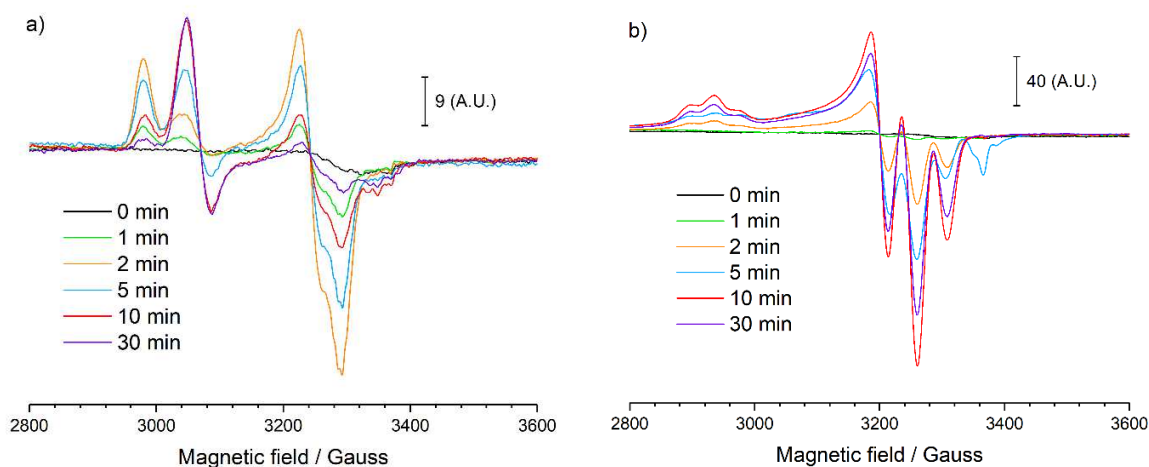 a)
9 (A.U.)
0 min
1 min
2 min
5 min
10 min
30 min
2800 3000 3200 3400 3600
Magnetic field / Gauss
b)
40 (A.U.)
0 min
1 min
2 min
5 min
10 min
30 min
2800 3000 3200 3400 3600
Magnetic field / Gauss